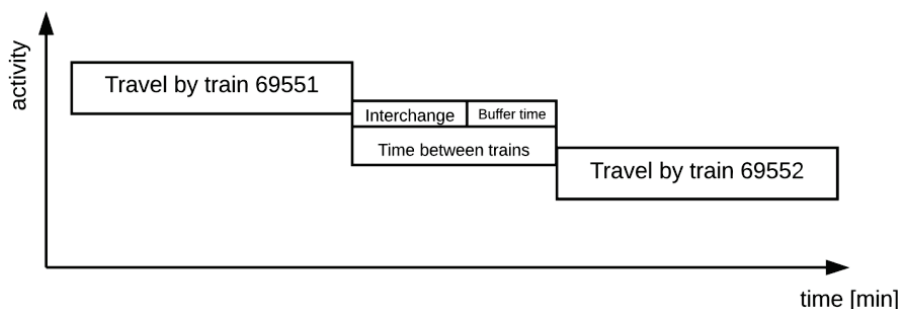 activity
Travel by train 69551
Interchange
Buffer time
Time between trains
Travel by train 69552
time [min]